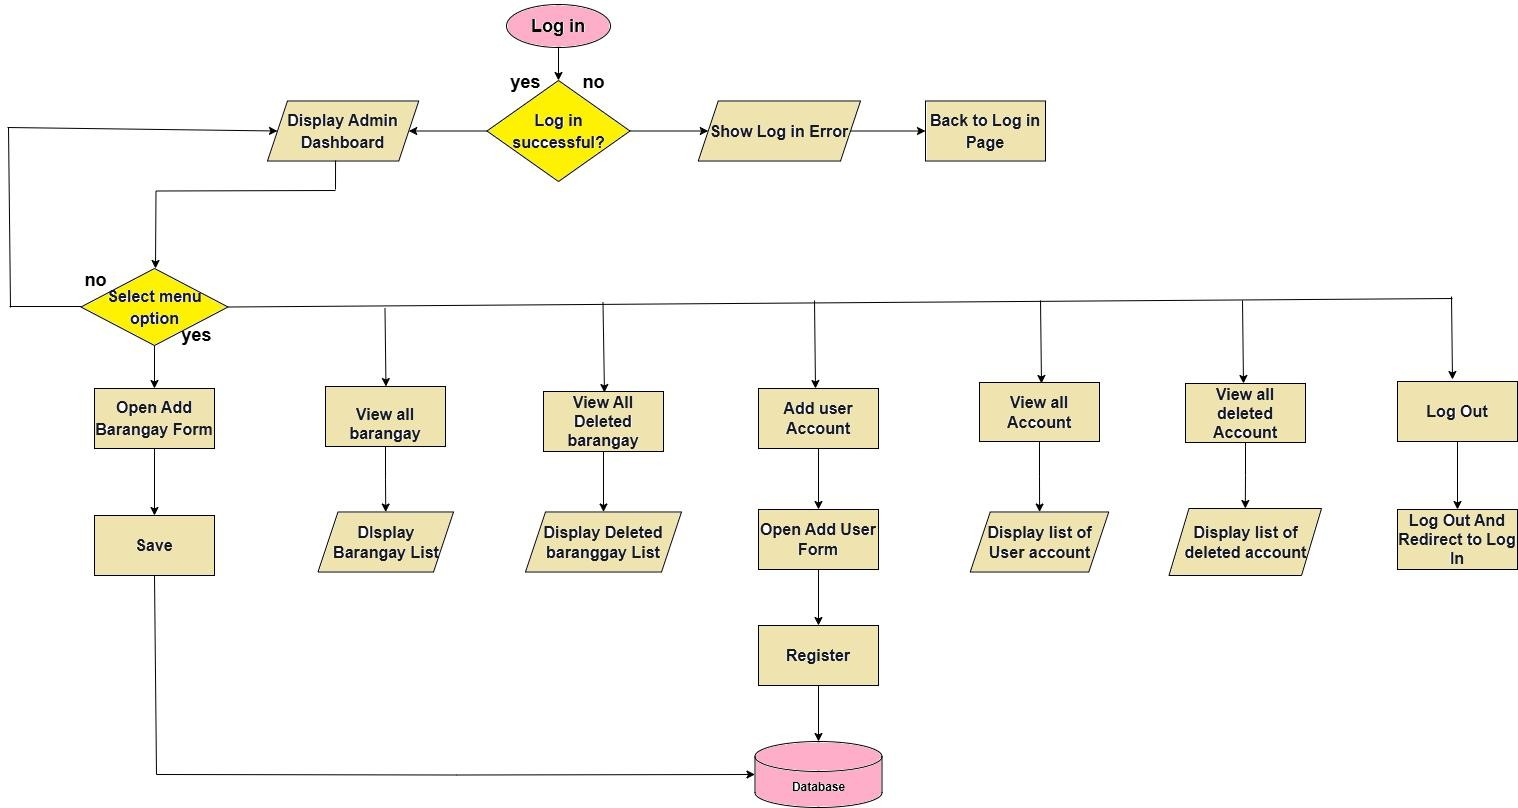 Log in
yes
no
Log in
successful?
Display Admin
Dashboard
Show Log in Error
Back to Log in
Page
no
Select menu
option
yes
Open Add
Barangay Form
View all
barangay
View All
Deleted
barangay
Add user
Account
View all
Account
View all
deleted
Account
Log Out
Save
DIsplay
Barangay List
Display Deleted
baranggay List
Open Add User
Form
Display list of
User account
Display list of
deleted account
Log Out And
Redirect to Log
In
Register
Database